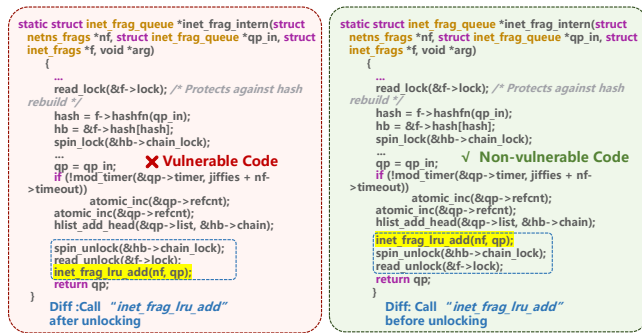 static struct inet_frag_queue *inet_frag_intern(struct
netns_frags *nf, struct inet_frag_queue *qp_in, struct
inet_frags *f, void *arg)
{
...
read_lock(&f->lock); /* Protects against hash
rebuild */
hash = f->hashfn(qp_in);
hb = &f->hash[hash];
spin_lock(&hb->chain_lock);
...
qp = qp_in;
❌ Vulnerable Code
if (!mod_timer(&qp->timer, jiffies + nf-
>timeout))
atomic_inc(&qp->refcnt);
atomic_inc(&qp->refcnt);
hlist_add_head(&qp->list, &hb->chain);
spin_unlock(&hb->chain_lock);
read_unlock(&f->lock);
inet_frag_lru_add(nf, qp);
return qp;
}
Diff :Call "inet_frag_lru_add"
after unlocking
static struct inet_frag_queue *inet_frag_intern(struct
netns_frags *nf, struct inet_frag_queue *qp_in, struct
inet_frags *f, void *arg)
{
...
read_lock(&f->lock); /* Protects against hash
rebuild */
hash = f->hashfn(qp_in);
hb = &f->hash[hash];
spin_lock(&hb->chain_lock);
...
qp = qp_in;
√ Non-vulnerable Code
if (!mod_timer(&qp->timer, jiffies + nf-
>timeout))
atomic_inc(&qp->refcnt);
atomic_inc(&qp->refcnt);
hlist_add_head(&qp->list, &hb->chain);
inet_frag_lru_add(nf, qp);
spin_unlock(&hb->chain_lock);
read_unlock(&f->lock);
return qp;
}
Diff: Call "inet_frag_lru_add"
before unlocking